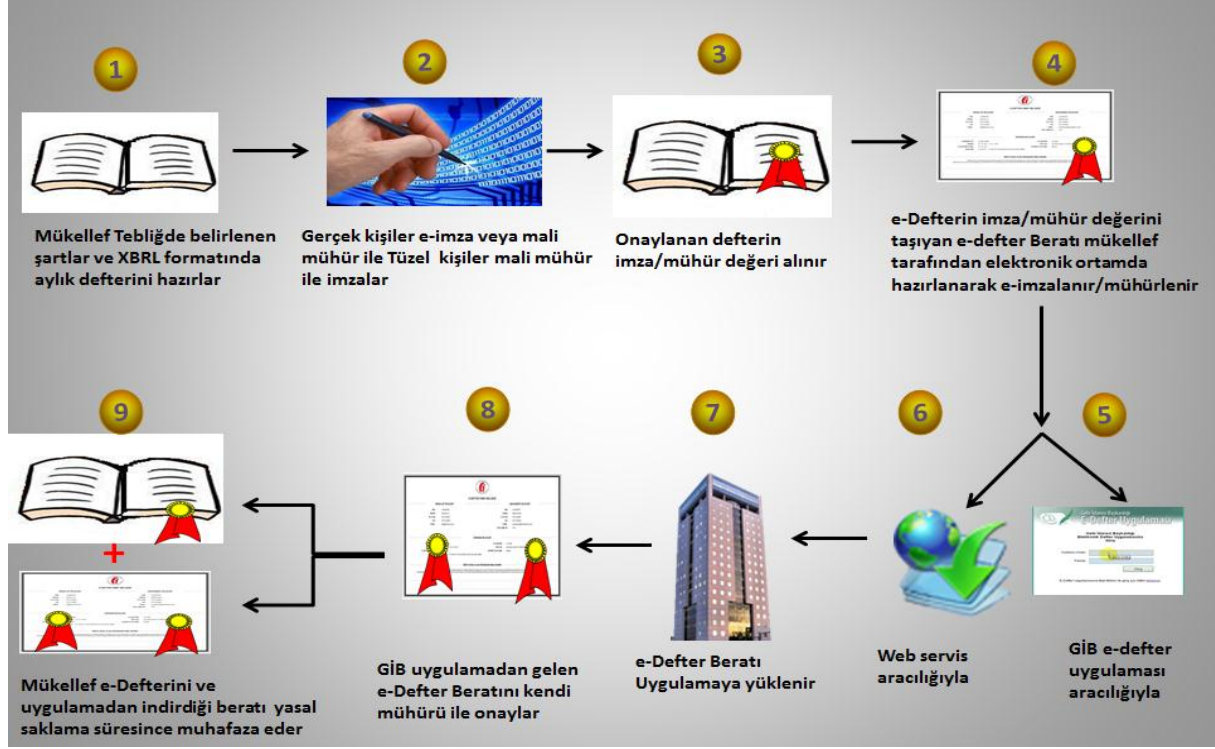 1
2
3
4
Mükellef Tebliğde belirlenen
şartlar ve XBRL formatında
aylık defterini hazırlar
Gerçek kişiler e-imza veya mali
mühür ile Tüzel kişiler mali mühür
ile imzalar
Onaylanan defterin
imza/mühür değeri alınır
e-Defterin imza/mühür değerini
taşıyan e-defter Beratı mükellef
tarafından elektronik ortamda
hazırlanarak e-imzalanır/mühürlenir
5
6
7
8
9
E-Defter Uygulaması
GİB e-defter
uygulaması
aracılığıyla
Web servis
aracılığıyla
e-Defter Beratı
Uygulamaya yüklenir
GİB uygulamadan gelen
e-Defter Beratını kendi
mühürü ile onaylar
+
Mükellef e-Defterini ve
uygulamadan indirdiği beratı yasal
saklama süresince muhafaza eder